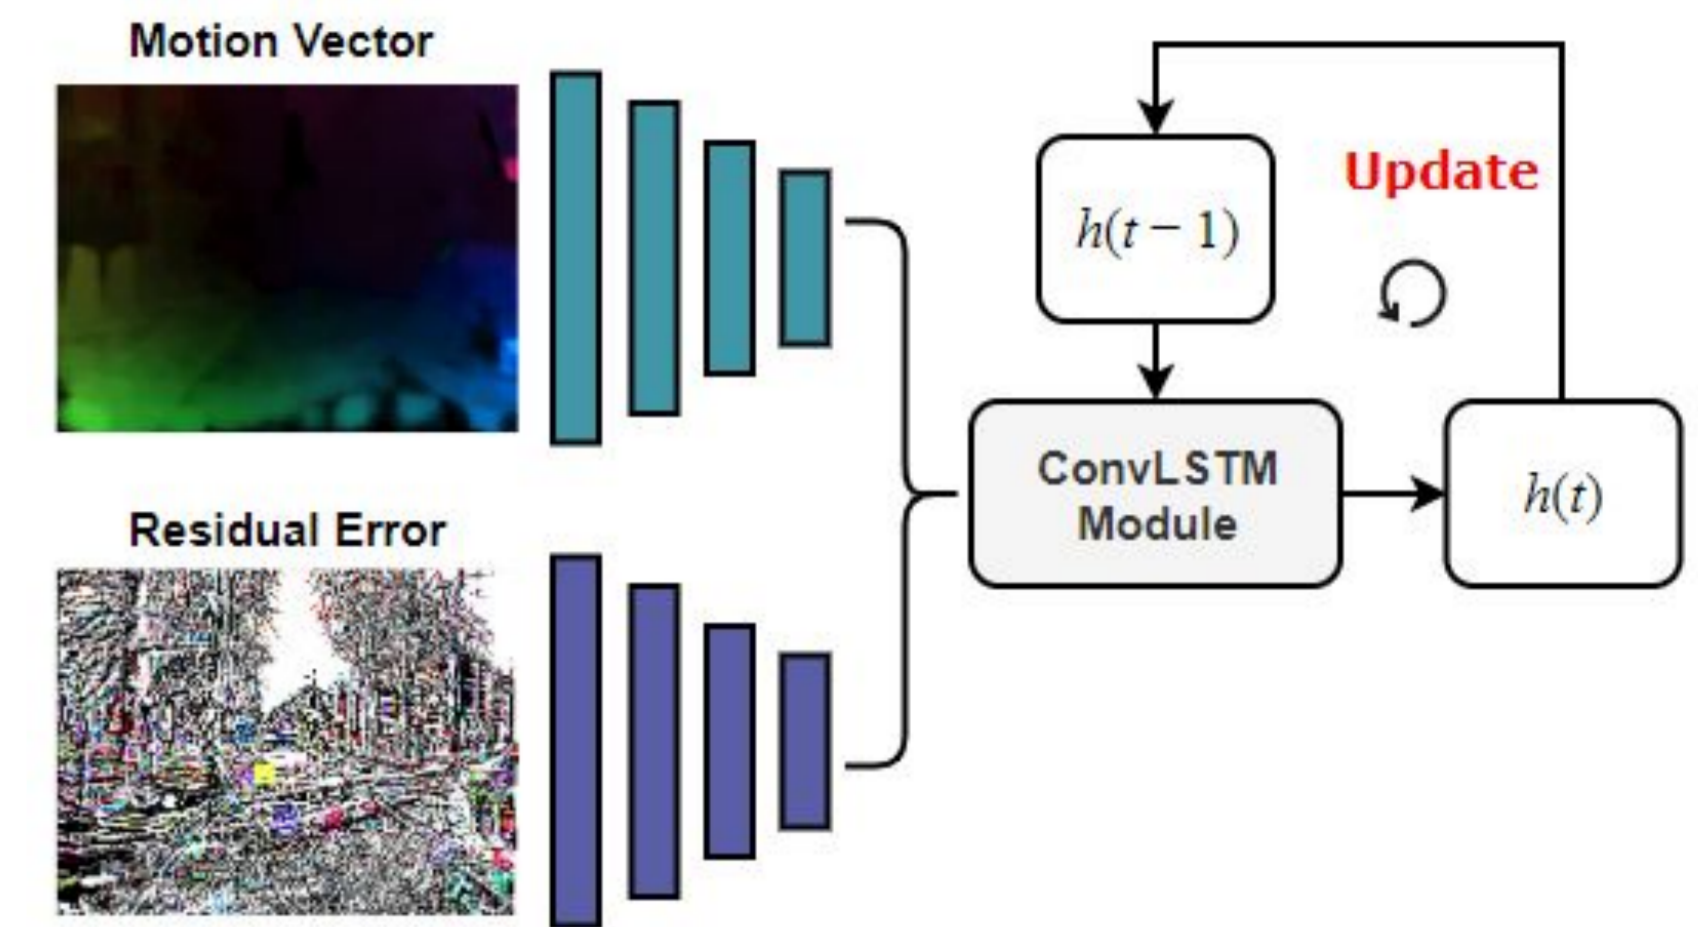 Motion Vector
Update
h(t − 1)
ConvLSTM
Module
h(t)
Residual Error